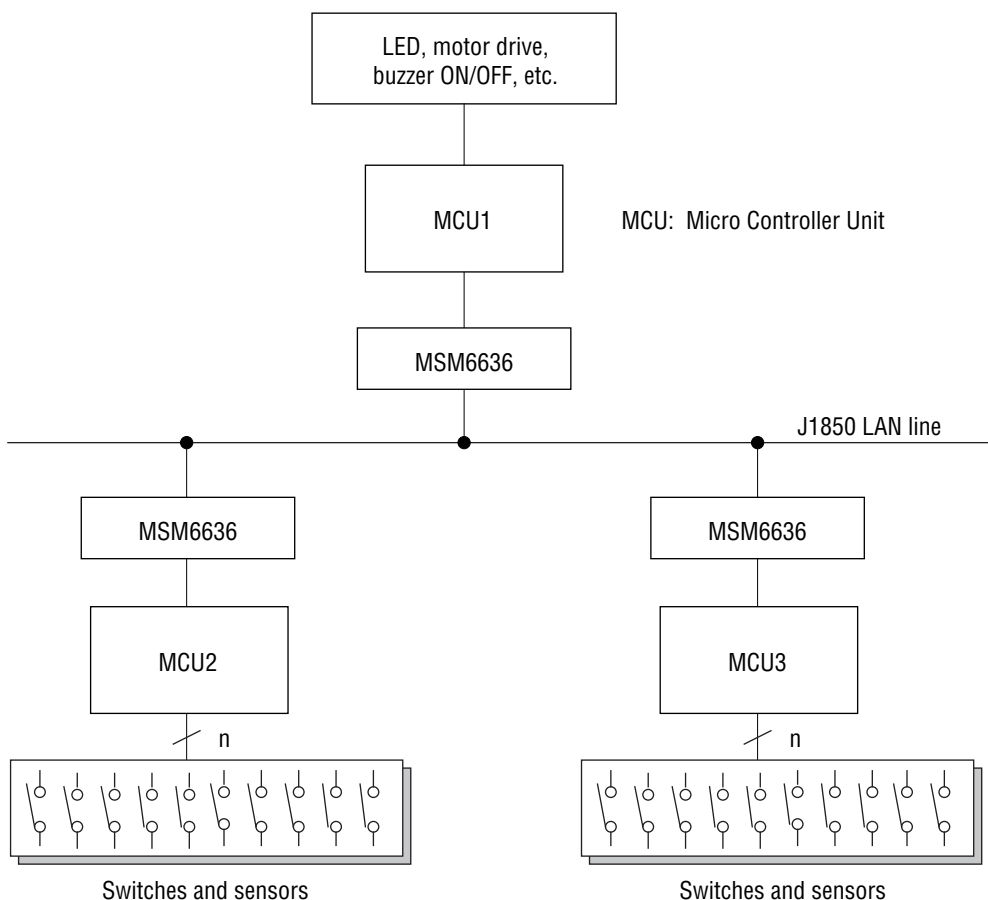 LED, motor drive,
buzzer ON/OFF, etc.
MCU1
MCU: Micro Controller Unit
MSM6636
J1850 LAN line
MSM6636
MSM6636
MCU2
MCU3
n
n
Switches and sensors
Switches and sensors